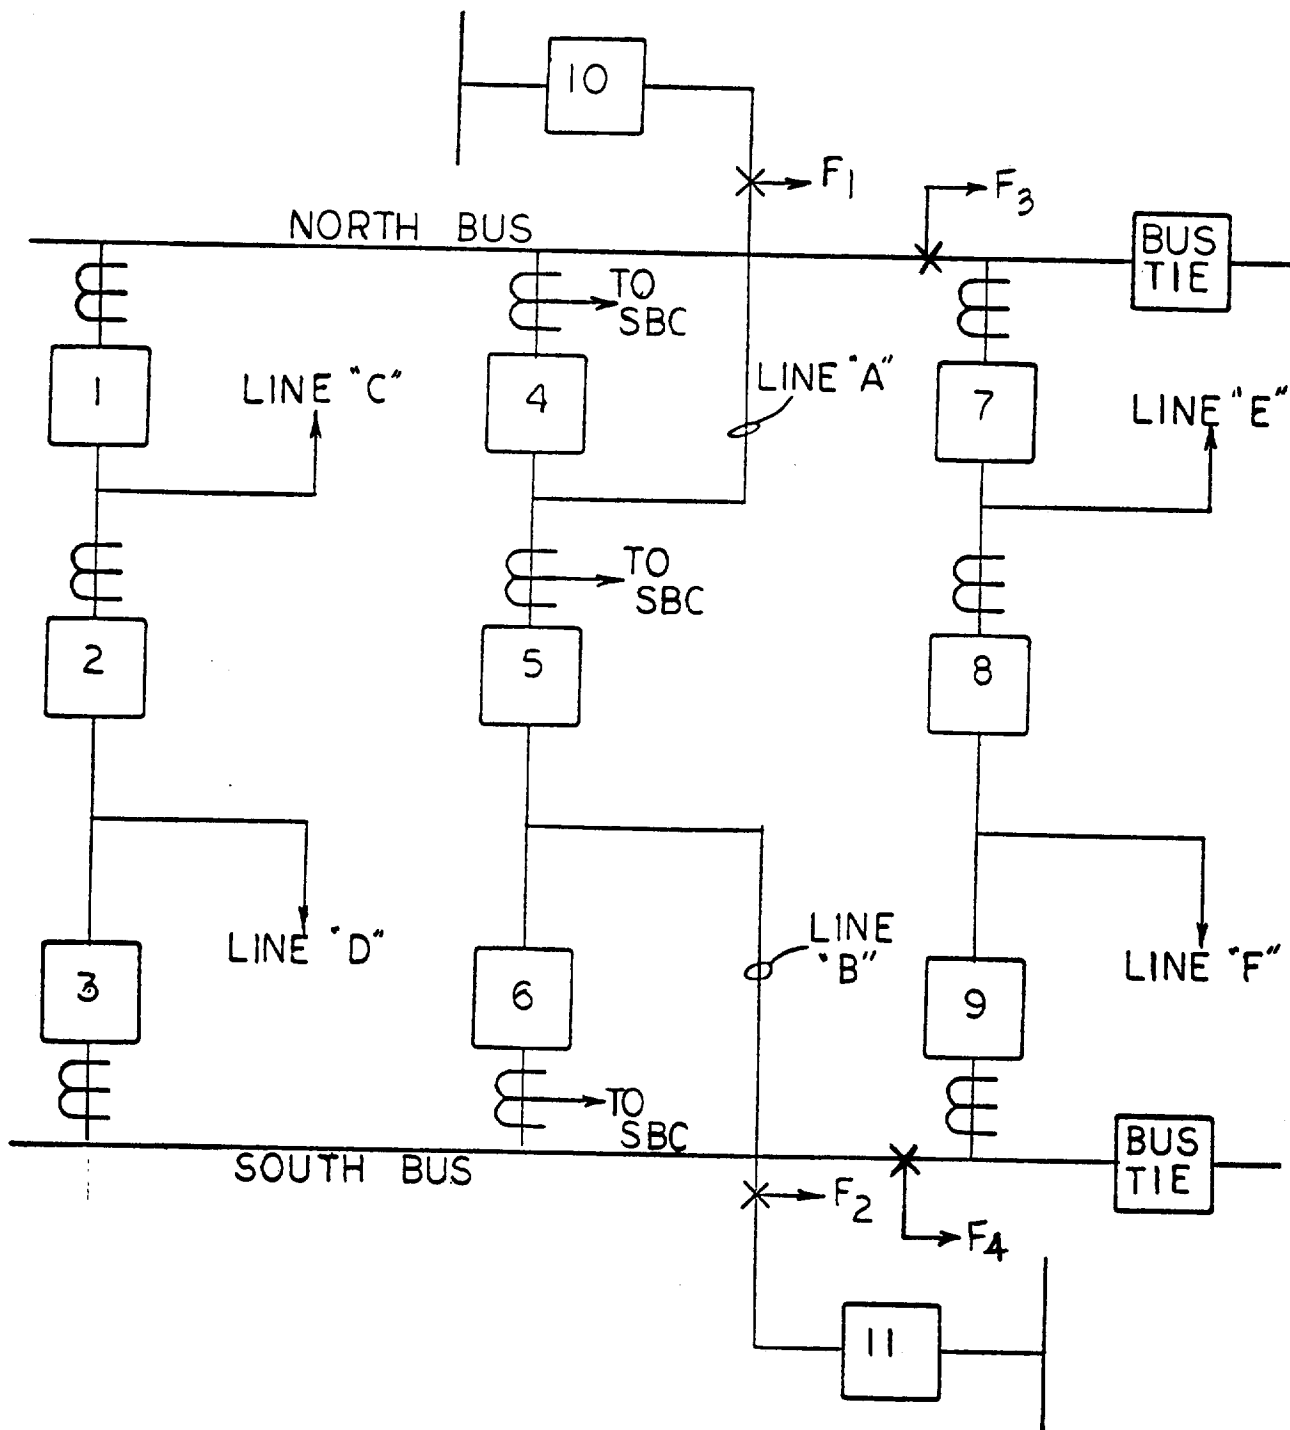 10
F1
F3
NORTH BUS
BUS
TIE
TO
SBC
1
LINE "C"
4
LINE "A"
7
LINE "E"
TO
SBC
2
5
8
LINE "D"
LINE
"B"
LINE "F"
3
6
9
TO
SBC
SOUTH BUS
BUS
TIE
F2
F4
11